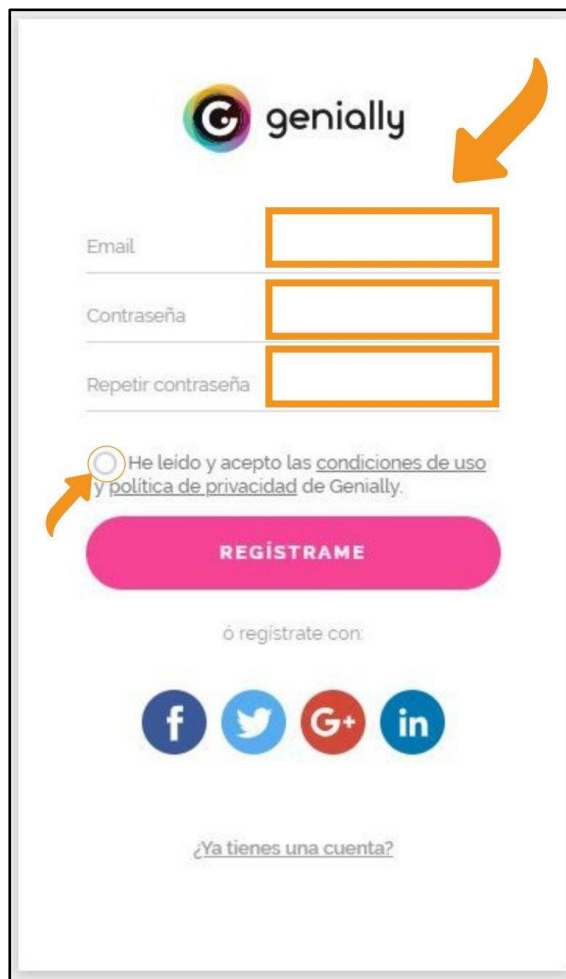 genially
Email
Contraseña
Repetir contraseña
He leído y acepto las condiciones de uso
y política de privacidad de Genially.
REGÍSTRAME
ó regístrate con:
f G+ in
¿Ya tienes una cuenta?